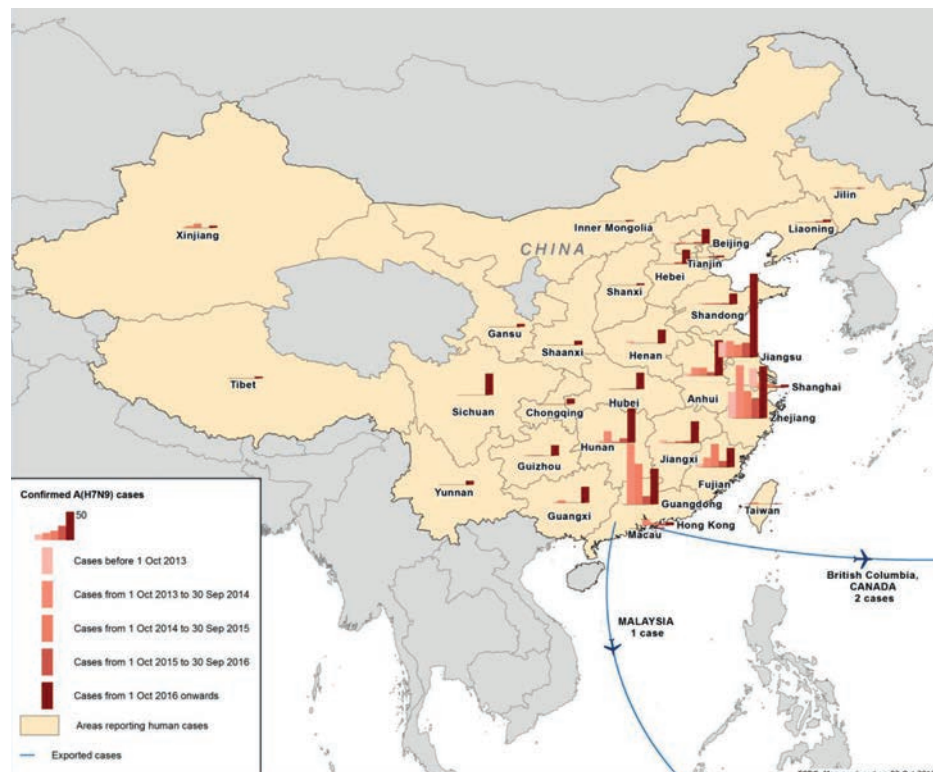 Jilin
Inner Mongolia
Liaoning
Xinjiang
CHINA
Beijing
Tianjin
Hebei
Shanxi
Shandong
Gansu
Shaanxi
Henan
Jiangsu
Tibet
Sichuan
Chongqing
Hubei
Anhui
Shanghai
Zhejiang
Hunan
Jiangxi
Guizhou
Fujian
Yunnan
Guangxi
Guangdong
Taiwan
Macau
Hong Kong
British Columbia,
CANADA
2 cases
MALAYSIA
1 case
Confirmed A(H7N9) cases
50
Cases before 1 Oct 2013
Cases from 1 Oct 2013 to 30 Sep 2014
Cases from 1 Oct 2014 to 30 Sep 2015
Cases from 1 Oct 2015 to 30 Sep 2016
Cases from 1 Oct 2016 onwards
Areas reporting human cases
Exported cases